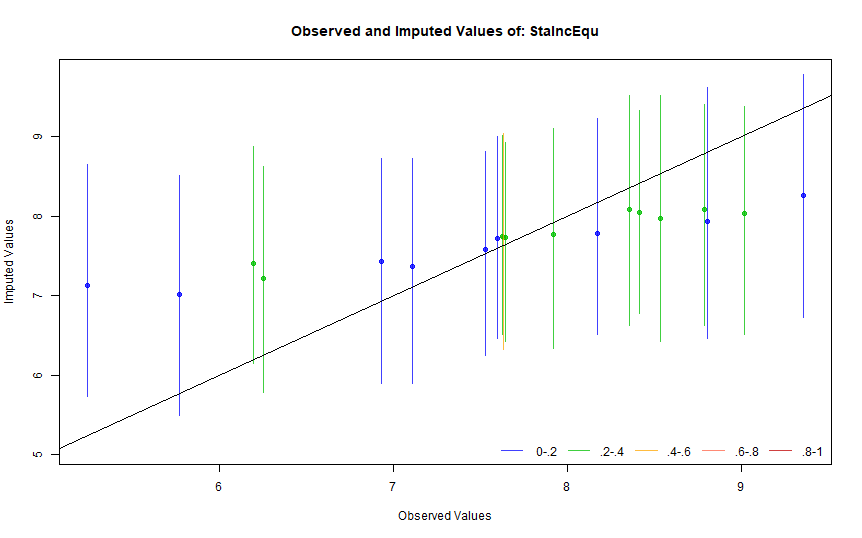 Observed and Imputed Values of: StaIncEqu
Imputed Values
9
8
7
6
5
0-.2 .2-.4 .4-.6 .6-.8 .8-1
6 7 8 9
Observed Values